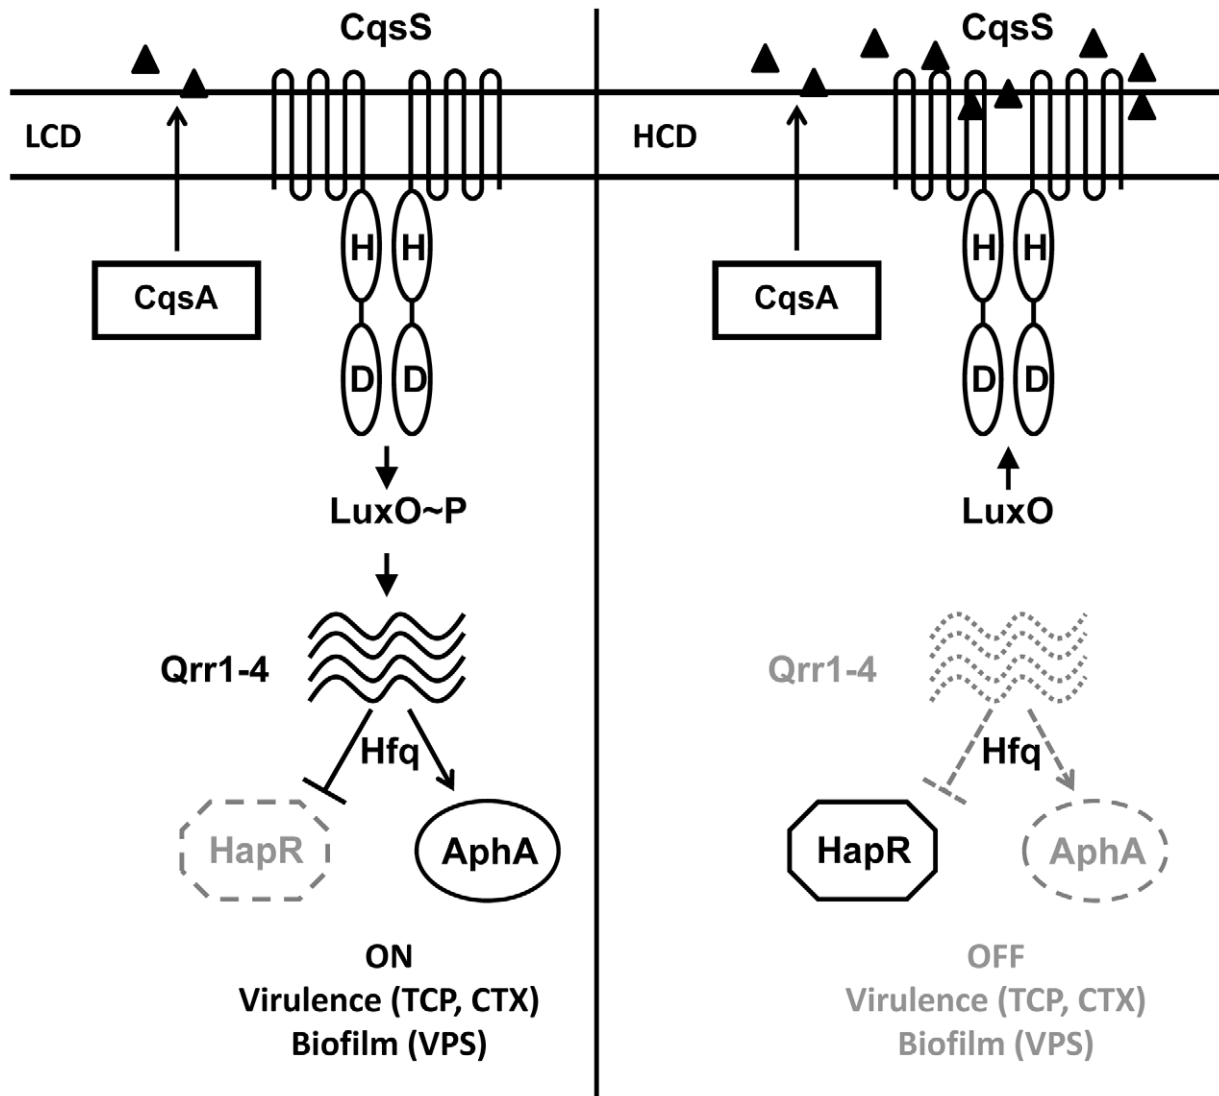 CqsS
LCD
H H
CqsA
D D
LuxO~P
Qrr1-4
Hfq
HapR
AphA
ON
Virulence (TCP, CTX)
Biofilm (VPS)
CqsS
HCD
H H
CqsA
D D
LuxO
Qrr1-4
Hfq
HapR
AphA
OFF
Virulence (TCP, CTX)
Biofilm (VPS)